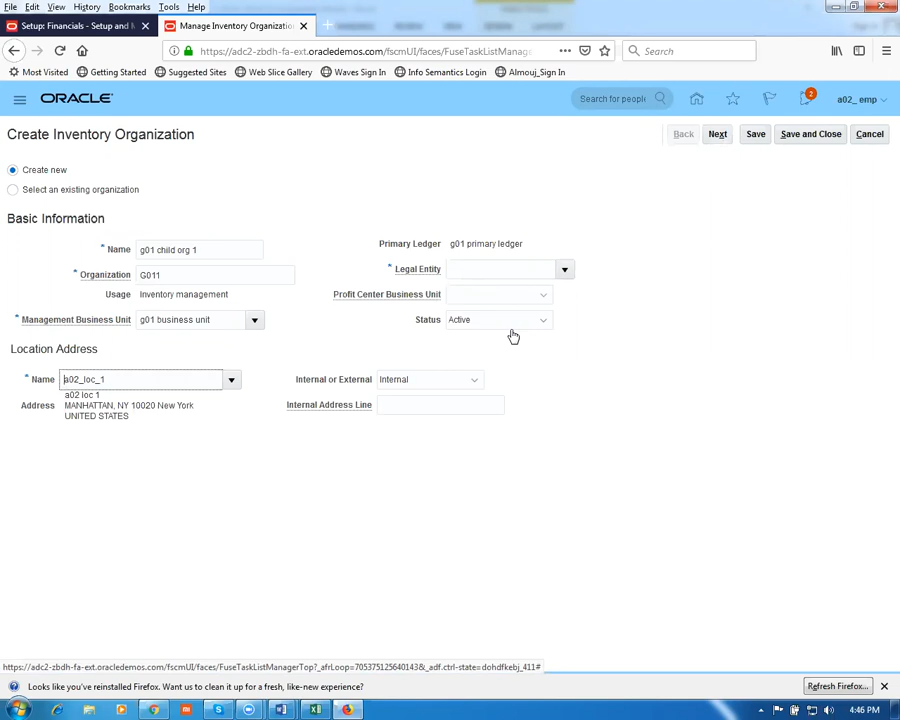 File Edit View History Bookmarks Tools Help
Setup: Financials - Setup and M
Manage Inventory Organizatio
https://adc2-zbdh-fa-ext.oracledemos.com/fscmUI/faces/FuseTaskListManage
Search
Most Visited Getting Started Suggested Sites Web Slice Gallery Waves Sign In Info Semantics Login Almouj_Sign In
ORACLE
Search for people
2
a02_ emp
Create Inventory Organization
Back Next Save Save and Close Cancel
Create new
Select an existing organization
Basic Information
* Name g01 child org 1
Primary Ledger g01 primary ledger
* Organization G011
* Legal Entity
Usage Inventory management
Profit Center Business Unit
* Management Business Unit g01 business unit
Status Active
Location Address
* Name a02_loc_1
Internal or External Internal
Address
a02 loc 1
MANHATTAN, NY 10020 New York
UNITED STATES
Internal Address Line
https://adc2-zbdh-fa-ext.oracledemos.com/fscmUI/faces/FuseTaskListManagerTop?_afrLoop=7053751256401438&_adf.ctrl-state=dohdfkebj_411#
Looks like you've reinstalled Firefox. Want us to clean it up for a fresh, like-new experience?
Refresh Firefox...
4:46 PM